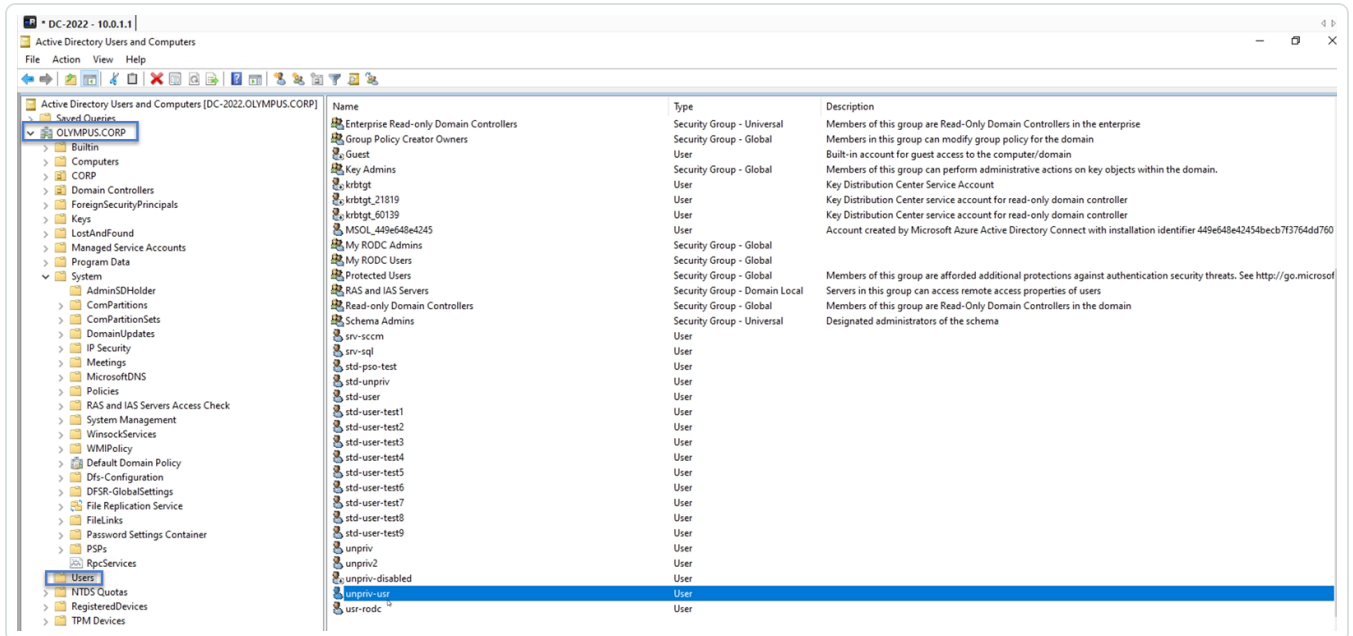 * DC-2022 - 10.0.1.1
Active Directory Users and Computers
File Action View Help
Active Directory Users and Computers [DC-2022.OLYMPUS.CORP]
Saved Queries
OLYMPUS.CORP
Builtin
Computers
CORP
Domain Controllers
ForeignSecurityPrincipals
Keys
LostAndFound
Managed Service Accounts
Program Data
System
AdminSDHolder
ComPartitions
ComPartitionSets
DomainUpdates
IP Security
Meetings
MicrosoftDNS
Policies
RAS and IAS Servers Access Check
System Management
WinsockServices
WMIPolicy
Default Domain Policy
Dfs-Configuration
DFSR-GlobalSettings
File Replication Service
FileLinks
Password Settings Container
PSPs
RpcServices
Users
NTDS Quotas
RegisteredDevices
TPM Devices
Name Type Description
Enterprise Read-only Domain Controllers Security Group - Universal Members of this group are Read-Only Domain Controllers in the enterprise
Group Policy Creator Owners Security Group - Global Members in this group can modify group policy for the domain
Guest User Built-in account for guest access to the computer/domain
Key Admins Security Group - Global Members of this group can perform administrative actions on key objects within the domain.
krbtgt User Key Distribution Center Service Account
krbtgt_21819 User Key Distribution Center service account for read-only domain controller
krbtgt_60139 User Key Distribution Center service account for read-only domain controller
MSOL_449e648e4245 User Account created by Microsoft Azure Active Directory Connect with installation identifier 449e648e42454becb7f3764dd760
My RODC Admins Security Group - Global
My RODC Users Security Group - Global
Protected Users Security Group - Global Members of this group are afforded additional protections against authentication security threats. See http://go.microsof
RAS and IAS Servers Security Group - Domain Local Servers in this group can access remote access properties of users
Read-only Domain Controllers Security Group - Global Members of this group are Read-Only Domain Controllers in the domain
Schema Admins Security Group - Universal Designated administrators of the schema
srv-sccm User
srv-sql User
std-pso-test User
std-unpriv User
std-user User
std-user-test1 User
std-user-test2 User
std-user-test3 User
std-user-test4 User
std-user-test5 User
std-user-test6 User
std-user-test7 User
std-user-test8 User
std-user-test9 User
unpriv User
unpriv2 User
unpriv-disabled User
unpriv-usr User
usr-rodc User